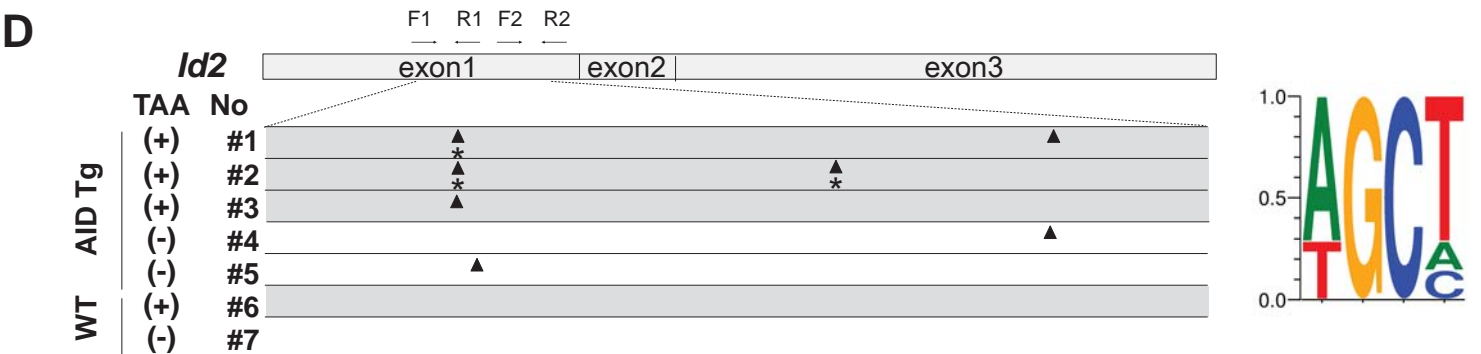 D
F1 R1 F2 R2
Id2 exon1 exon2 exon3
TAA No
AID Tg
(+) #1 *
(+) #2 * *
(+) #3
(-) #4
(-) #5
WT
(+) #6
(-) #7
1.0
0.5
0.0
AGCT
T A
C